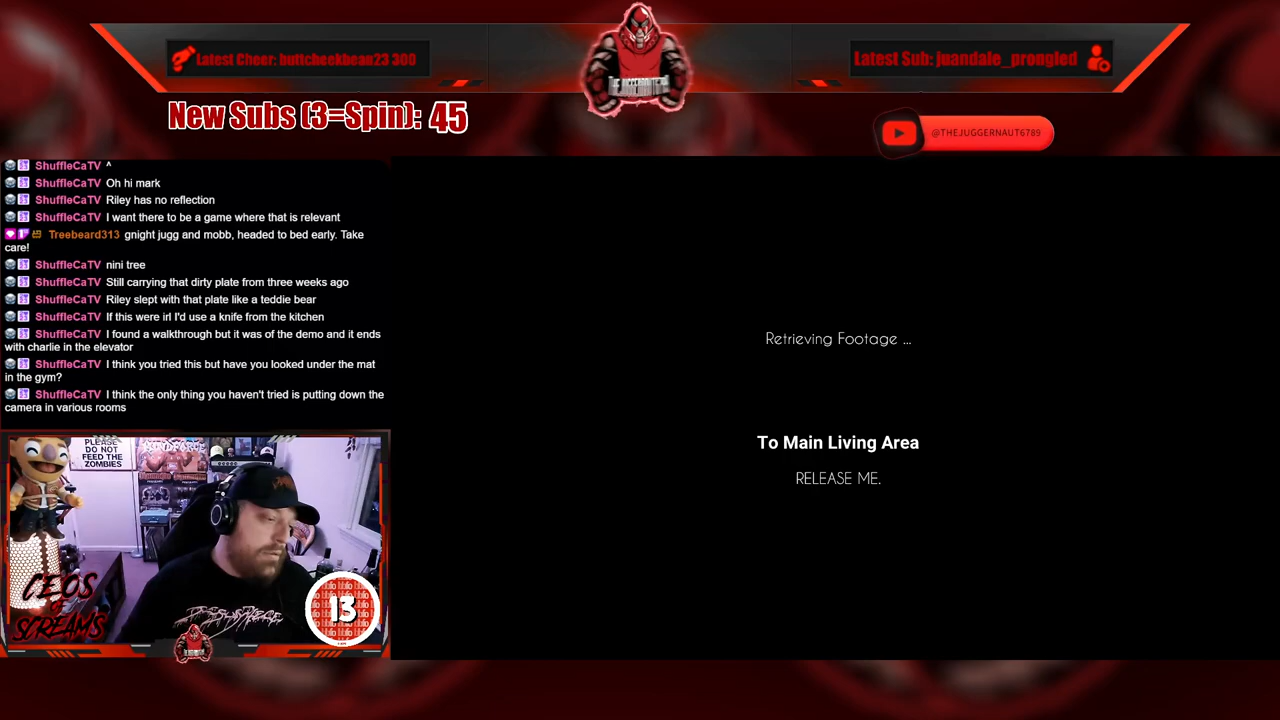 Latest Cheer: buttcheekbean23 300
Latest Sub: juandale_prongled
New Subs (3=Spin): 45
@THEJUGGERNAUT6789
ShuffleCaTV ^
ShuffleCaTV Oh hi mark
ShuffleCaTV Riley has no reflection
ShuffleCaTV I want there to be a game where that is relevant
Treebeard313 gnight jugg and mobb, headed to bed early. Take
care!
ShuffleCaTV nini tree
ShuffleCaTV Still carrying that dirty plate from three weeks ago
ShuffleCaTV Riley slept with that plate like a teddie bear
ShuffleCaTV If this were irl I'd use a knife from the kitchen
ShuffleCaTV I found a walkthrough but it was of the demo and it ends
with charlie in the elevator
ShuffleCaTV I think you tried this but have you looked under the mat
in the gym?
ShuffleCaTV I think the only thing you haven't tried is putting down the
camera in various rooms
Retrieving Footage ...
To Main Living Area
RELEASE ME.
PLEASE
DO NOT
FEED THE
ZOMBIES
CEOS
OF
SCREAMS
13